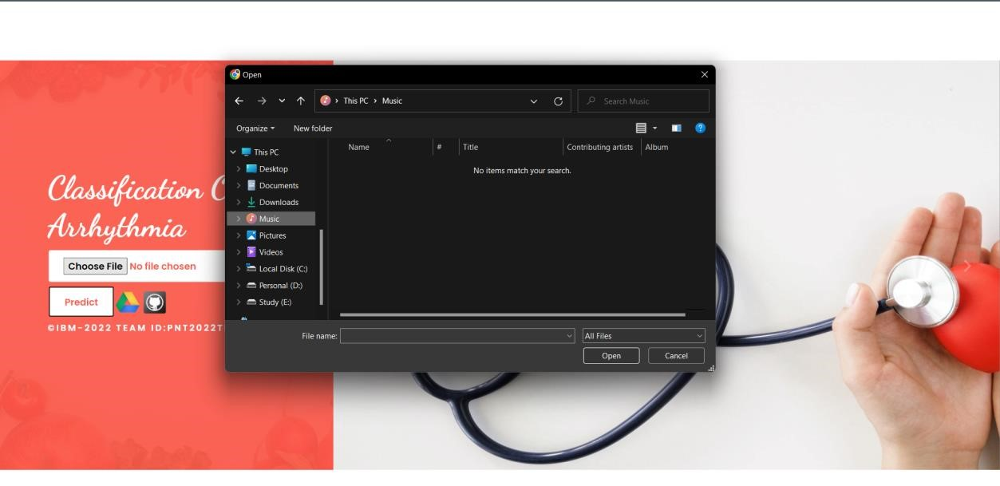 Open
This PC > Music
Search Music
Organize
New folder
?
This PC
Desktop
Documents
Downloads
Music
Pictures
Videos
Local Disk (C:)
Personal (D:)
Study (E:)
Name
#
Title
Contributing artists
Album
No items match your search.
File name:
All Files
Open
Cancel
Classification
Arrhythmia
Choose File No file chosen
Predict
©IBM-2022 TEAM ID:PNT2022T